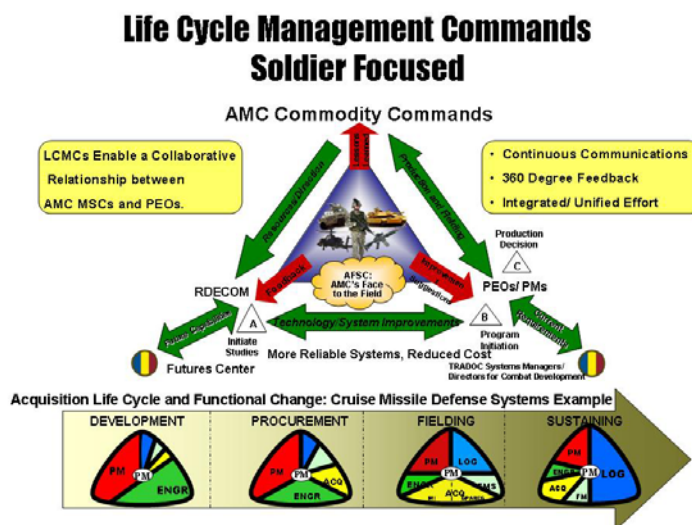 Life Cycle Management Commands
Soldier Focused
AMC Commodity Commands
LCMCs Enable a Collaborative
Relationship between
AMC MSCs and PEOs.
• Continuous Communications
• 360 Degree Feedback
• Integrated/ Unified Effort
Lessons
Learned
Resources/Direction
Production and Fielding
Production
Decision
C
Feedback
AFSC:
AMC's Face
to the Field
Improvement
Suggestions
RDECOM
PEOs/ PMs
A
Initiate
Studies
Technology/System Improvements
B
Program
Initiation
Future Capabilities
Current
Requirements
More Reliable Systems, Reduced Cost
Futures Center
TRADOC Systems Managers/
Directors for Combat Development
Acquisition Life Cycle and Functional Change: Cruise Missile Defense Systems Example
DEVELOPMENT
PROCUREMENT
FIELDING
SUSTAINING
PM
PM
ENGR
PM
PM
ACQ
ENGR
PM
LOG
PM
ENGR
ACQ
PM
PM
LOG
ENGR
ACQ
FM